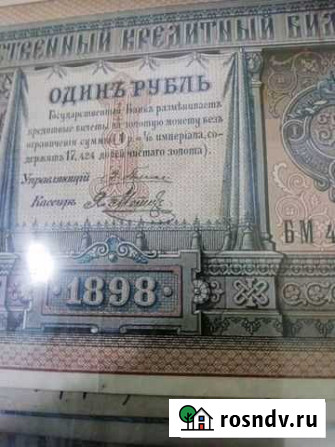 СТВЕННЫЙ КРЕДИТНЫЙ БИЛ
ОДИНЪ РУБЛЬ
Государственный Банкъ размѣниваетъ
кредитные билеты на золотую монету безъ
ограниченія суммы (1 р. = 1/15 имперіала, со-
держитъ 17,424 долей чистаго золота).
Управляющій
Кассиръ
БМ 4
1898
rosndv.ru